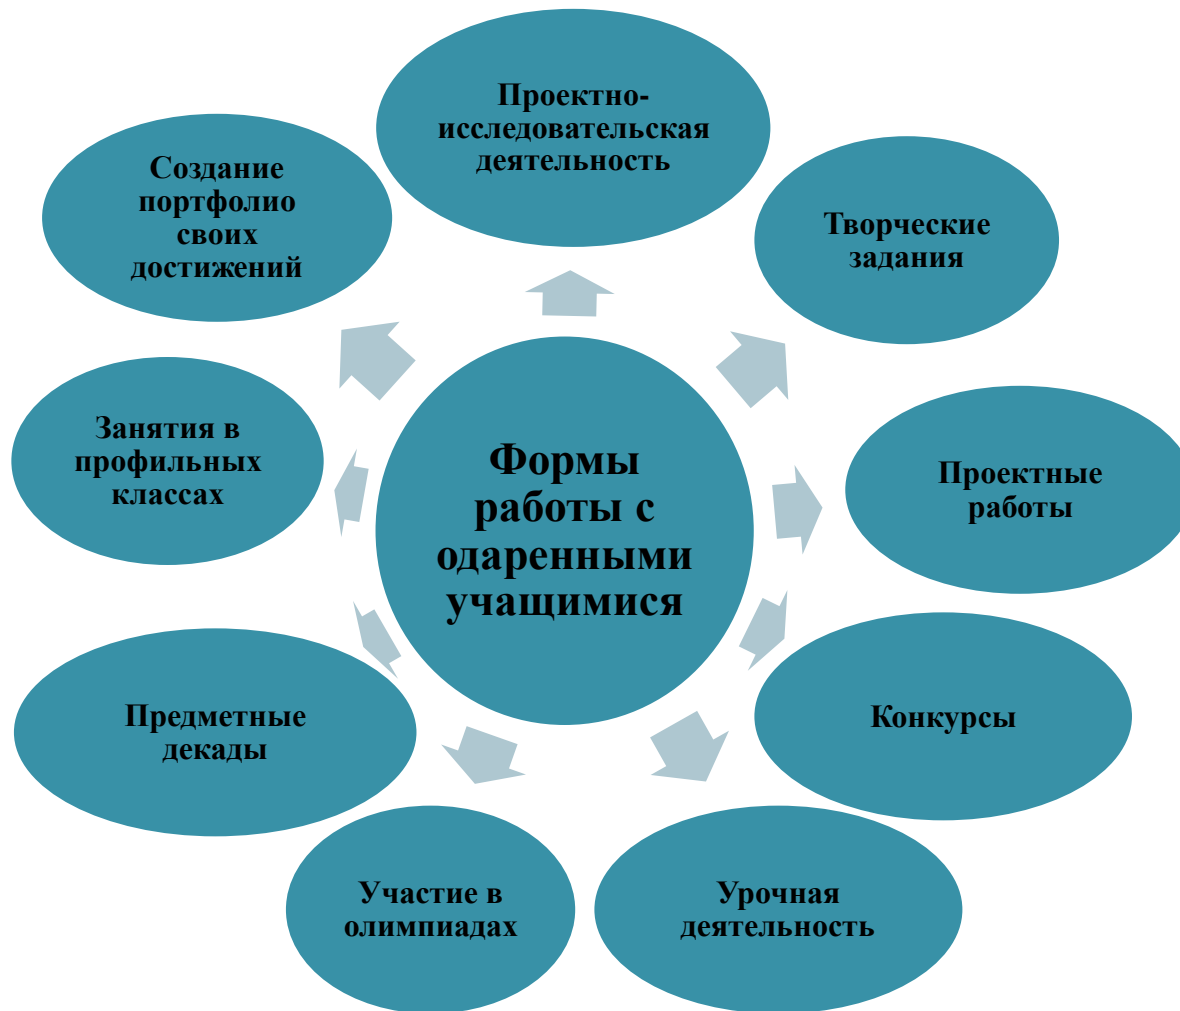 Проектно-
исследовательская
деятельность
Создание
портфолио
своих
достижений
Творческие
задания
Занятия в
профильных
классах
Формы
работы с
одаренными
учащимися
Проектные
работы
Предметные
декады
Конкурсы
Участие в
олимпиадах
Урочная
деятельность